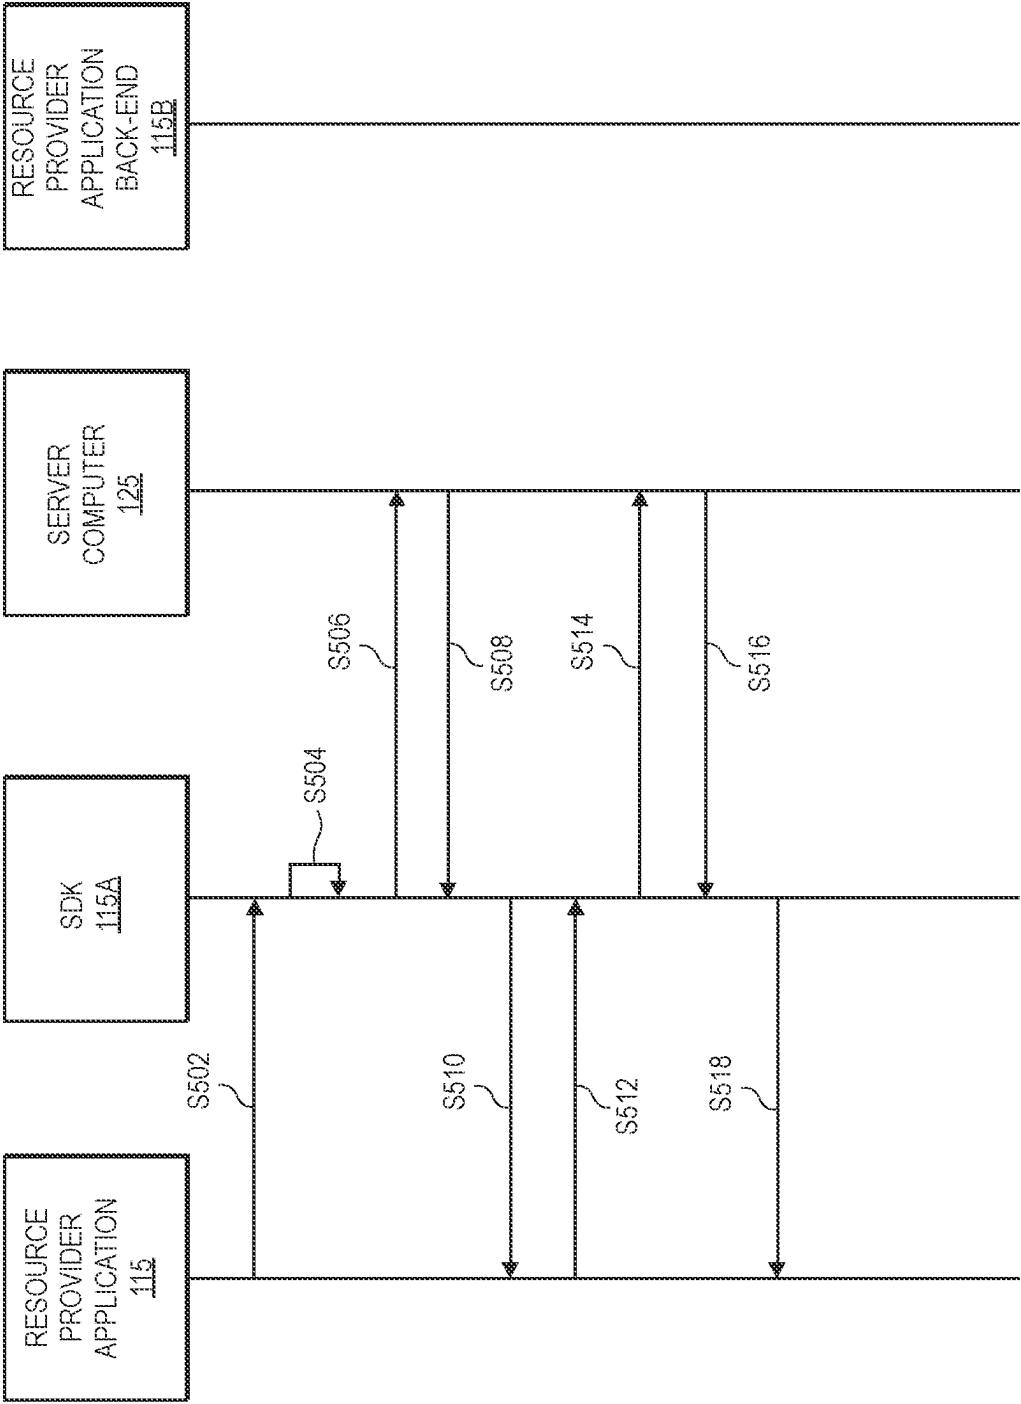 RESOURCE
PROVIDER
APPLICATION
115
SDK
115A
SERVER
COMPUTER
125
RESOURCE
PROVIDER
APPLICATION
BACK-END
115B
S502
S504
S506
S508
S510
S512
S514
S516
S518